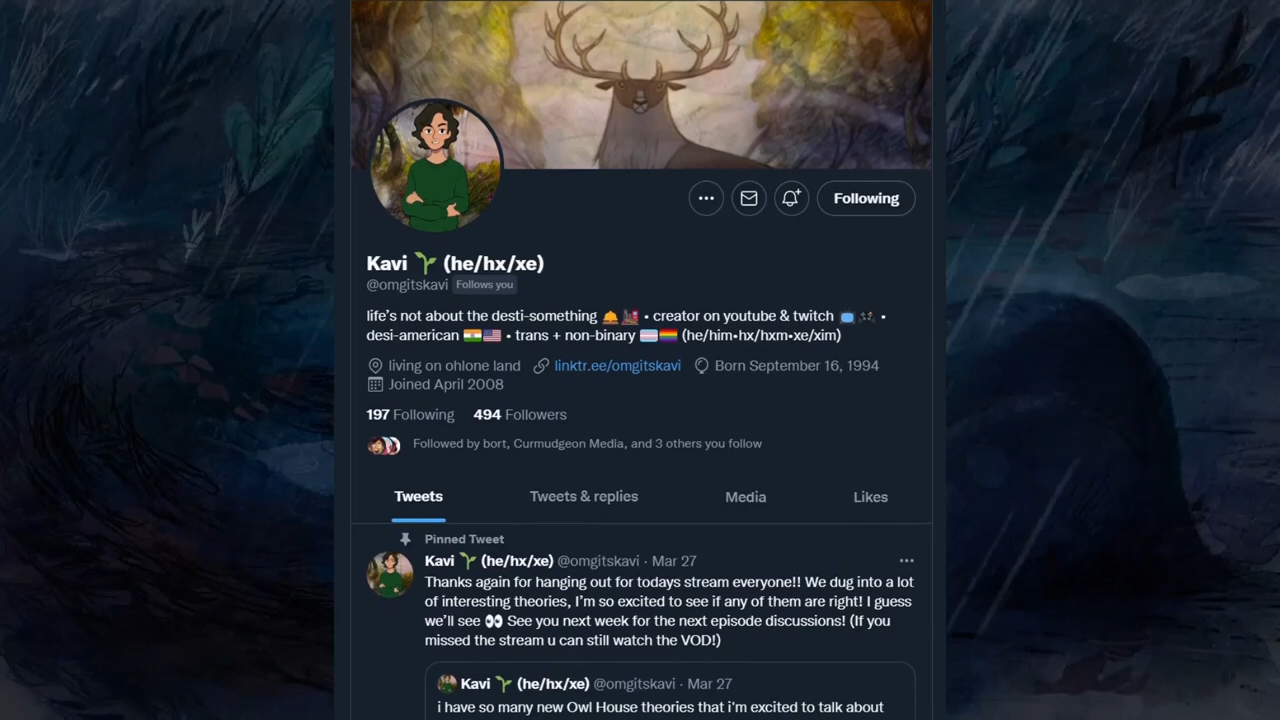 Following
Kavi 🌱 (he/hx/xe)
@omgitskavi Follows you
life's not about the desti-something 🛎️🌇 • creator on youtube & twitch 📺🎮 •
desi-american 🇮🇳🇺🇸 • trans + non-binary 🏳️‍⚧️🏳️‍🌈 (he/him•hx/hxm•xe/xim)
living on ohlone land linktr.ee/omgitskavi Born September 16, 1994
Joined April 2008
197 Following 494 Followers
Followed by bort, Curmudgeon Media, and 3 others you follow
Tweets Tweets & replies Media Likes
Pinned Tweet
Kavi 🌱 (he/hx/xe) @omgitskavi · Mar 27
Thanks again for hanging out for todays stream everyone!! We dug into a lot
of interesting theories, I'm so excited to see if any of them are right! I guess
we'll see 👀 See you next week for the next episode discussions! (If you
missed the stream u can still watch the VOD!)
Kavi 🌱 (he/hx/xe) @omgitskavi · Mar 27
i have so many new Owl House theories that i'm excited to talk about